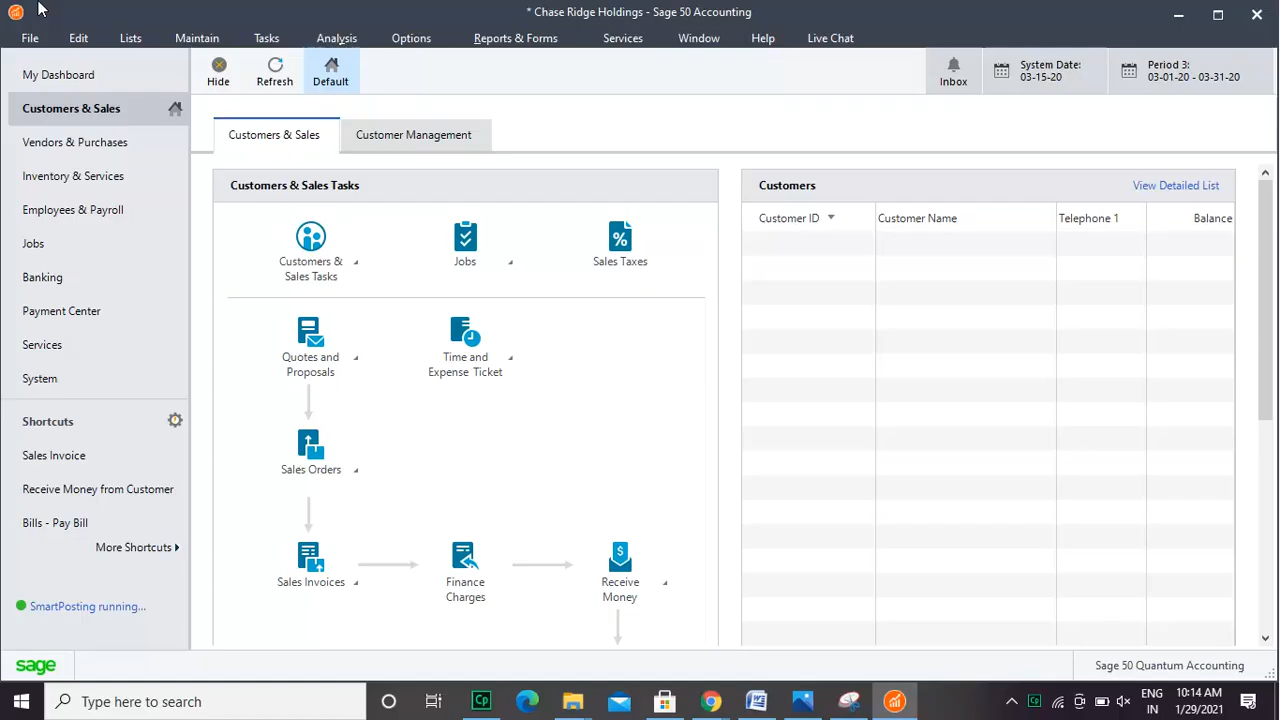 * Chase Ridge Holdings - Sage 50 Accounting
File Edit Lists Maintain Tasks Analysis Options Reports & Forms Services Window Help Live Chat
My Dashboard
Customers & Sales
Vendors & Purchases
Inventory & Services
Employees & Payroll
Jobs
Banking
Payment Center
Services
System
Shortcuts
Sales Invoice
Receive Money from Customer
Bills - Pay Bill
More Shortcuts
SmartPosting running...
Hide Refresh Default
Inbox
System Date:
03-15-20
Period 3:
03-01-20 - 03-31-20
Customers & Sales Customer Management
Customers & Sales Tasks
Customers &
Sales Tasks
Jobs
Sales Taxes
Quotes and
Proposals
Time and
Expense Ticket
Sales Orders
Sales Invoices
Finance
Charges
Receive
Money
Customers View Detailed List
Customer ID Customer Name Telephone 1 Balance
sage
Sage 50 Quantum Accounting
Type here to search
ENG
IN
10:14 AM
1/29/2021